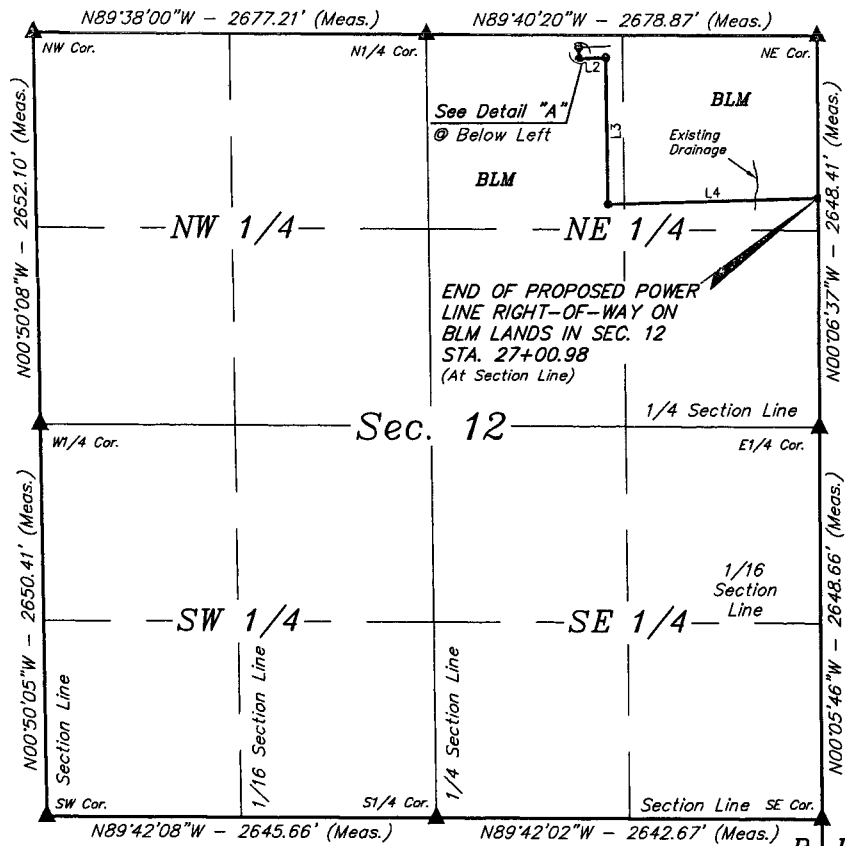 N89°38'00"W - 2677.21' (Meas.)
N89°40'20" W - 2678.87' (Meas.)
NW Cor.
N1/4 Cor.
NE Cor.
L2
See Detail "A"
@ Below Left
BLM
Existing
Drainage
L3
BLM
L4
N00°50'08"W - 2652.10' (Meas.)
N00°06'37"W - 2648.41' (Meas.)
NW 1/4
NE 1/4
END OF PROPOSED POWER
LINE RIGHT-OF-WAY ON
BLM LANDS IN SEC. 12
STA. 27+00.98
(At Section Line)
1/4 Section Line
Sec. 12
W1/4 Cor.
E1/4 Cor.
N00°50'05"W - 2650.41' (Meas.)
N00°05'46"W - 2648.66' (Meas.)
1/16
Section
Line
SW 1/4
SE 1/4
Section Line
1/16 Section Line
1/4 Section Line
SW Cor.
S1/4 Cor.
Section Line
SE Cor.
N89°42'08"W - 2645.66' (Meas.)
N89°42'02"W - 2642.67' (Meas.)